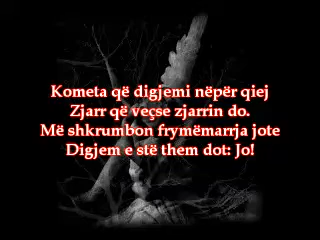 Kometa që digjemi nëpër qiej
Zjarr që veçse zjarrin do.
Më shkrumbon frymëmarrja jote
Digjem e stë them dot: Jo!